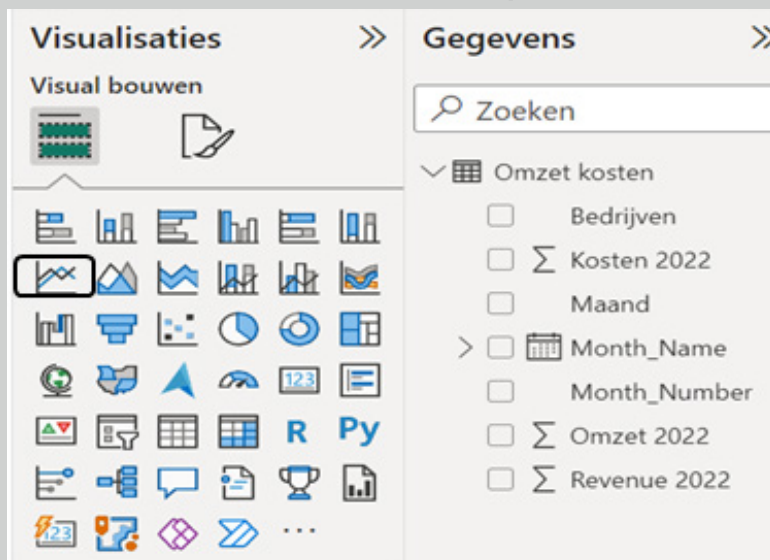 Visualisaties
Visual bouwen
123
R
Py
123
Gegevens
Zoeken
Omzet kosten
Bedrijven
Kosten 2022
Maand
Month_Name
Month_Number
Omzet 2022
Revenue 2022